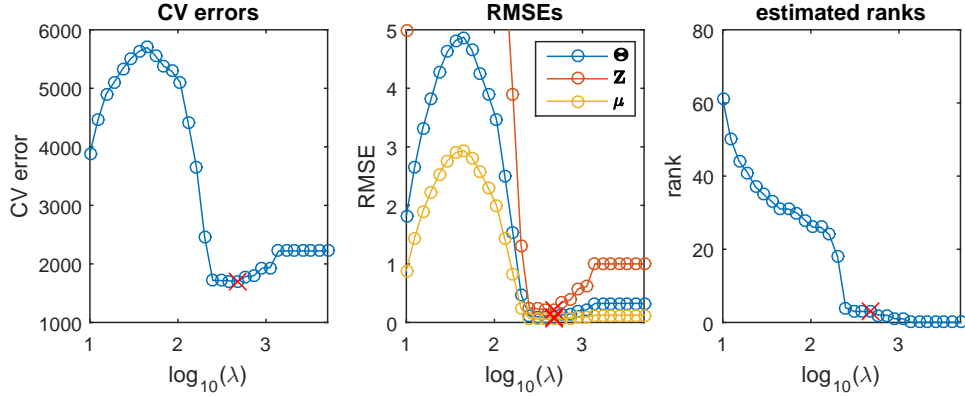 CV errors
CV error
6000
5000
4000
3000
2000
1000
1
2
3
log10(λ)
RMSEs
RMSE
5
4
3
2
1
0
Θ
Z
μ
1
2
3
log10(λ)
estimated ranks
rank
80
60
40
20
0
1
2
3
log10(λ)